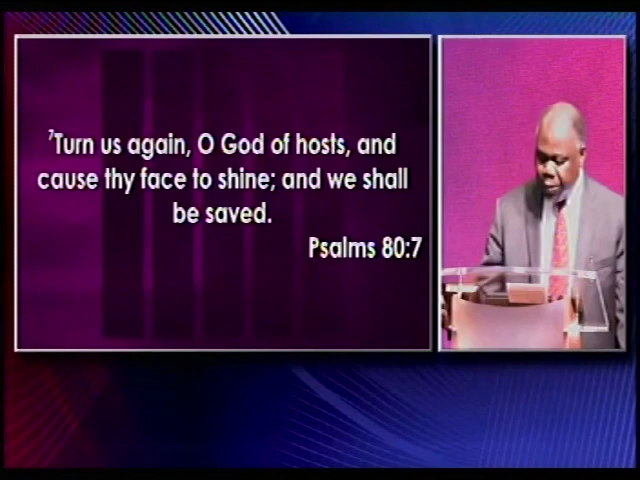 ⁷Turn us again, O God of hosts, and
cause thy face to shine; and we shall
be saved.
Psalms 80:7